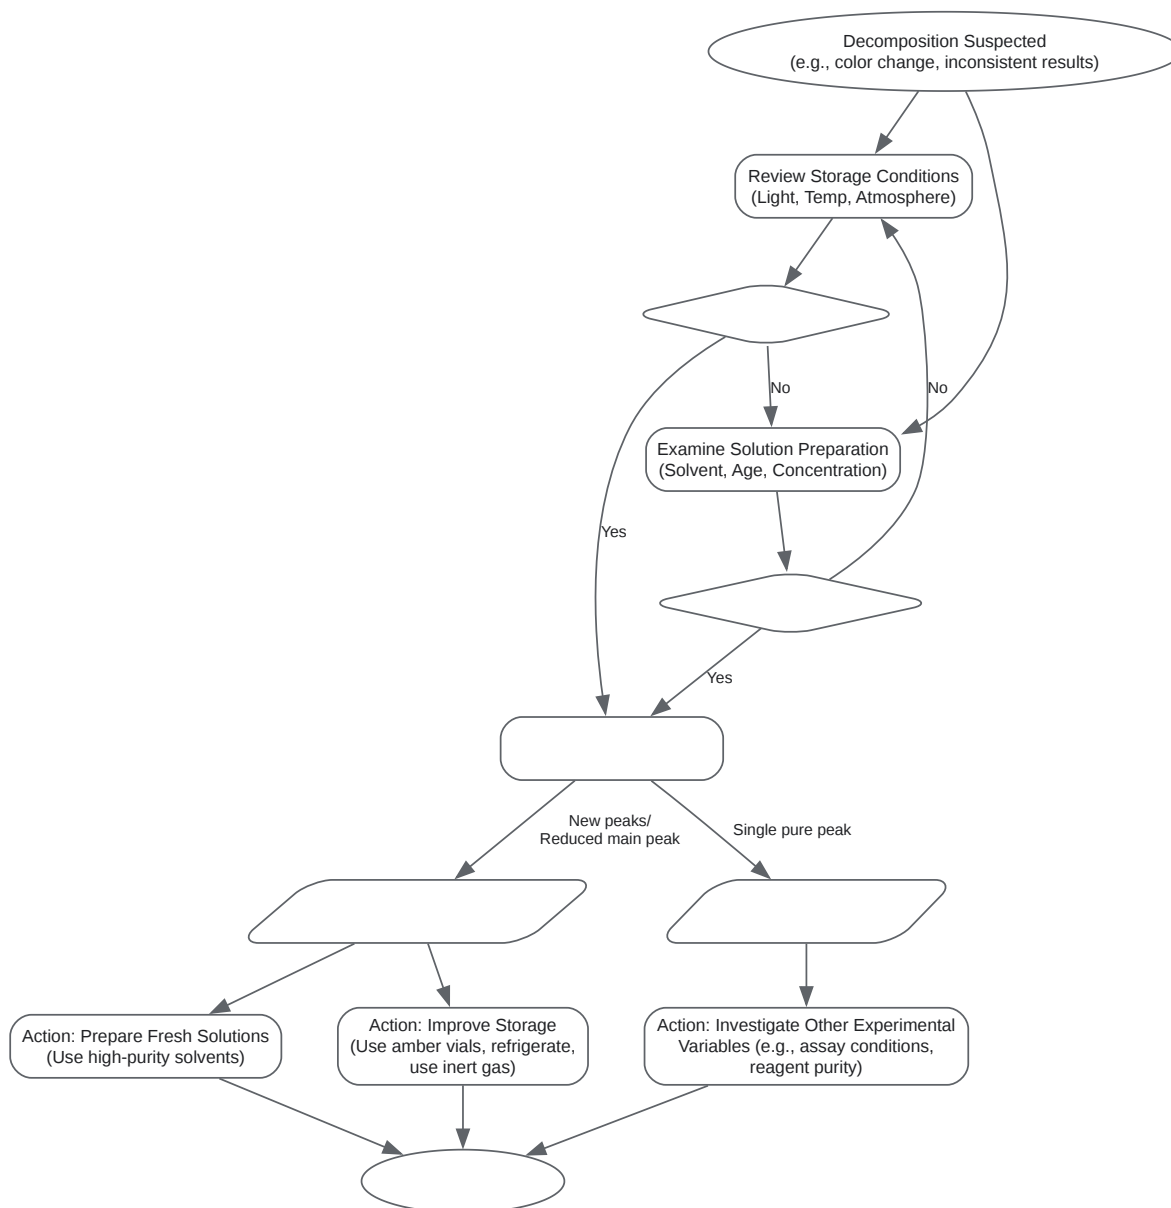 Decomposition Suspected
(e.g., color change, inconsistent results)
Review Storage Conditions
(Light, Temp, Atmosphere)
No
No
Examine Solution Preparation
(Solvent, Age, Concentration)
Yes
Yes
New peaks/
Reduced main peak
Single pure peak
Action: Prepare Fresh Solutions
(Use high-purity solvents)
Action: Improve Storage
(Use amber vials, refrigerate,
use inert gas)
Action: Investigate Other Experimental
Variables (e.g., assay conditions,
reagent purity)